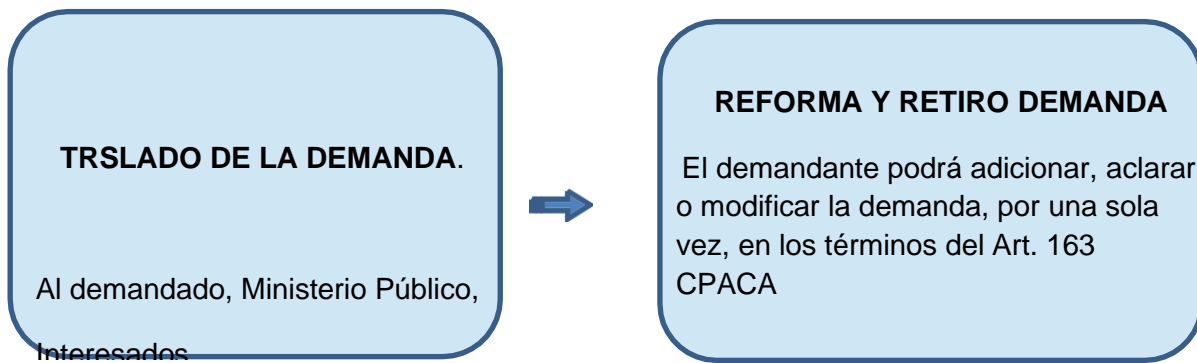 TRSLADO DE LA DEMANDA.
Al demandado, Ministerio Público,
Interesados
REFORMA Y RETIRO DEMANDA
El demandante podrá adicionar, aclarar
o modificar la demanda, por una sola
vez, en los términos del Art. 163
CPACA